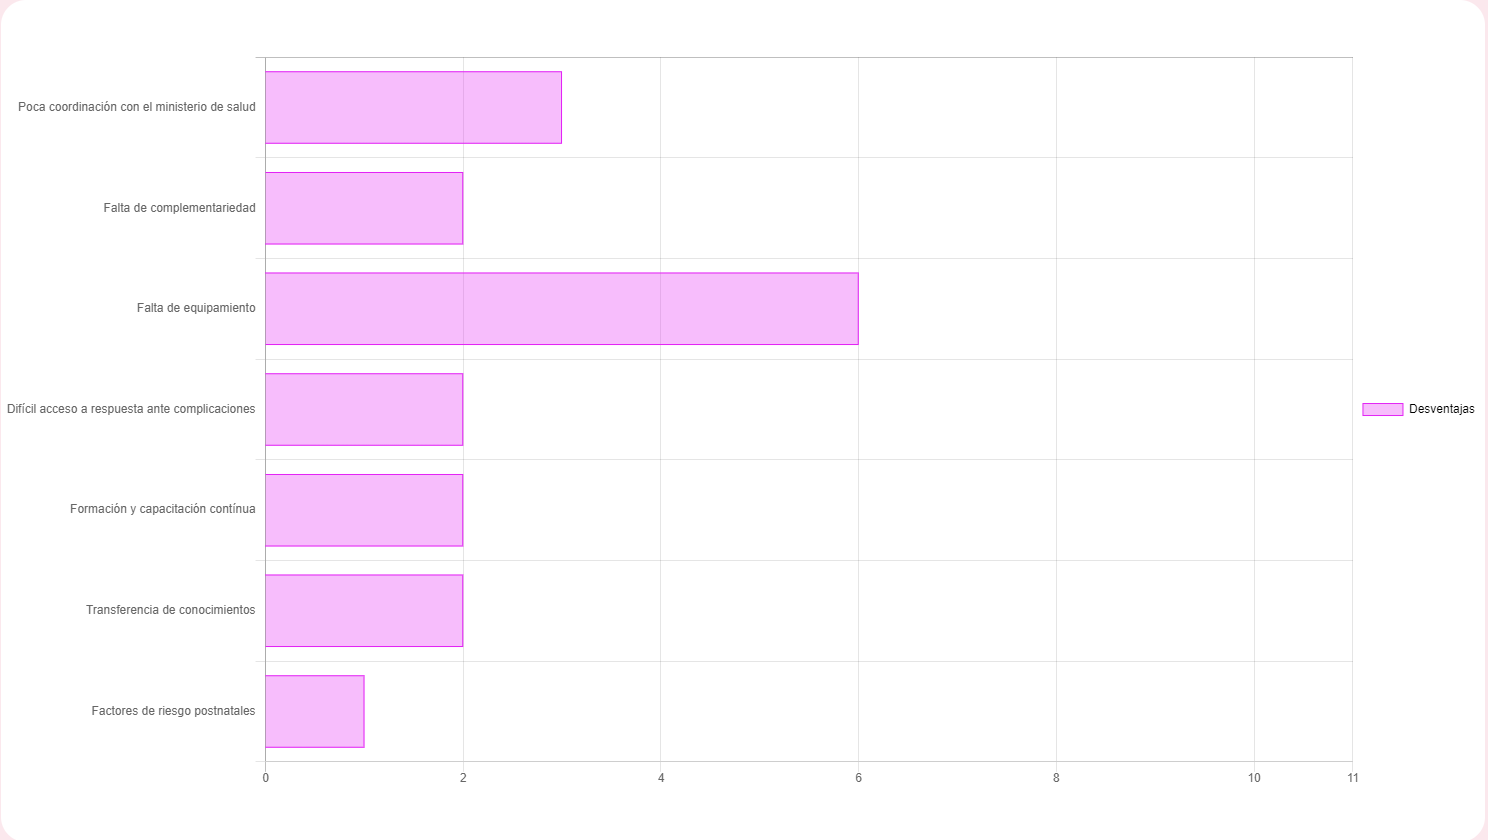 Poca coordinación con el ministerio de salud
Falta de complementariedad
Falta de equipamiento
Difícil acceso a respuesta ante complicaciones
Formación y capacitación contínua
Transferencia de conocimientos
Factores de riesgo postnatales
0 2 4 6 8 10 11
Desventajas